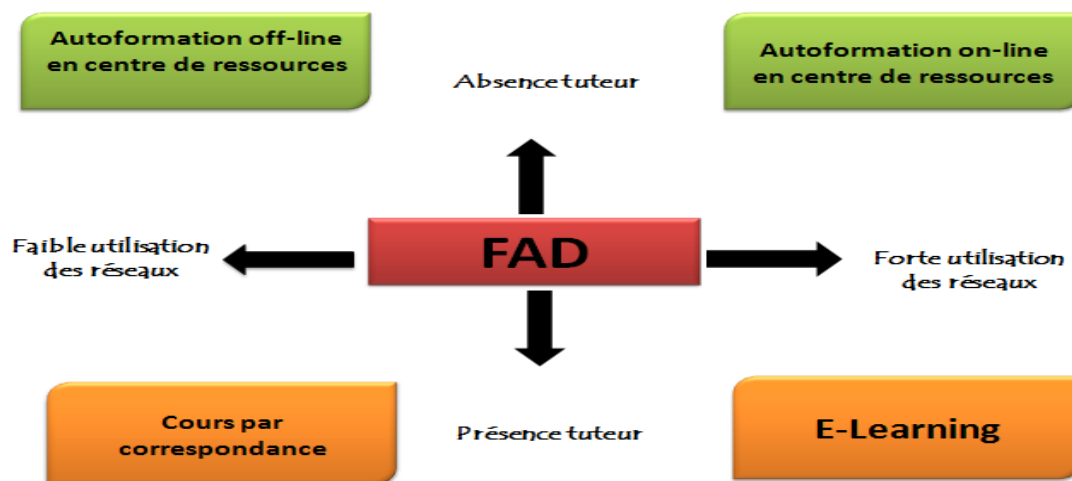 Autoformation off-line
en centre de ressources
Absence tuteur
Autoformation on-line
en centre de ressources
Faible utilisation
des réseaux
FAD
Forte utilisation
des réseaux
Cours par
correspondance
Présence tuteur
E-Learning